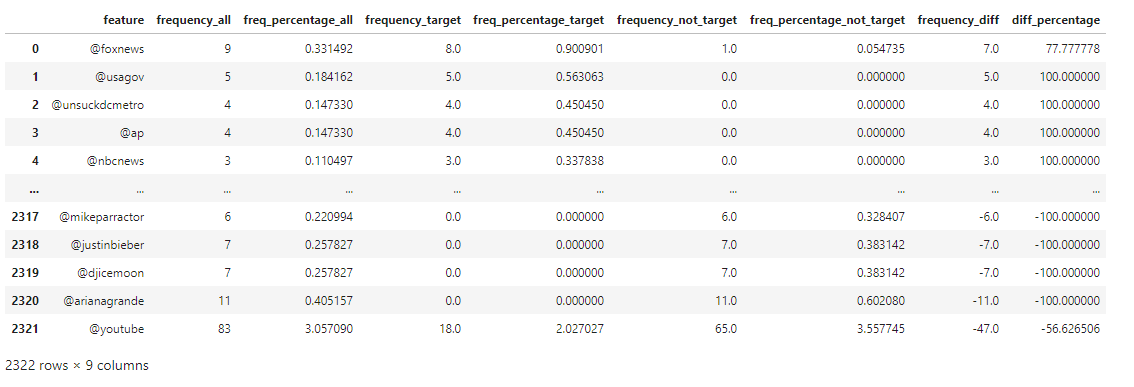 feature frequency_all freq_percentage_all frequency_target freq_percentage_target frequency_not_target freq_percentage_not_target frequency_diff diff_percentage
0 @foxnews 9 0.331492 8.0 0.900901 1.0 0.054735 7.0 77.777778
1 @usagov 5 0.184162 5.0 0.563063 0.0 0.000000 5.0 100.000000
2 @unsuckdcmetro 4 0.147330 4.0 0.450450 0.0 0.000000 4.0 100.000000
3 @ap 4 0.147330 4.0 0.450450 0.0 0.000000 4.0 100.000000
4 @nbcnews 3 0.110497 3.0 0.337838 0.0 0.000000 3.0 100.000000
... ... ... ... ... ... ... ... ... ...
2317 @mikeparractor 6 0.220994 0.0 0.000000 6.0 0.328407 -6.0 -100.000000
2318 @justinbieber 7 0.257827 0.0 0.000000 7.0 0.383142 -7.0 -100.000000
2319 @djicemoon 7 0.257827 0.0 0.000000 7.0 0.383142 -7.0 -100.000000
2320 @arianagrande 11 0.405157 0.0 0.000000 11.0 0.602080 -11.0 -100.000000
2321 @youtube 83 3.057090 18.0 2.027027 65.0 3.557745 -47.0 -56.626506
2322 rows × 9 columns